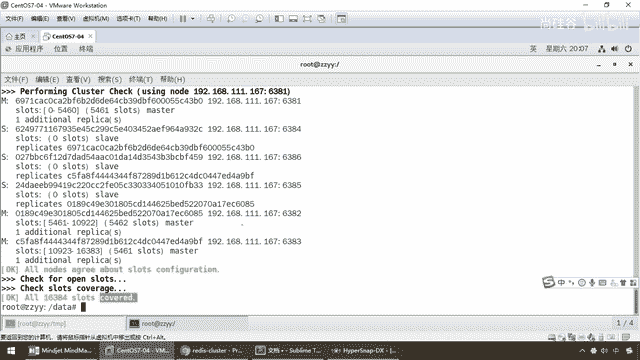 CentOS7-04 - VMware Workstation
文件(F) 编辑(E) 查看(V) 虚拟机(M) 选项卡(T) 帮助(H)
尚硅谷 bilibili
主页 CentOS7-04
应用程序 位置 终端 英 星期六 20:07
root@zzyy:/
文件(F) 编辑(E) 查看(V) 搜索(S) 终端(T) 帮助(H)
>>> Performing Cluster Check (using node 192.168.111.167:6381)
M: 6971cac0ca2bf6b2d6de64cb39dbf600055c43b0 192.168.111.167:6381
slots:[0-5460] (5461 slots) master
1 additional replica(s)
S: 6249771167935e45c299c5e403452aef964a932c 192.168.111.167:6384
slots: (0 slots) slave
replicates 6971cac0ca2bf6b2d6de64cb39dbf600055c43b0
S: 027bbc6f12d7dad54aac01da14d3543b3bcbf459 192.168.111.167:6386
slots: (0 slots) slave
replicates c5fa8f4444344f87289d1b612c4dc0447ed4a9bf
S: 24daeeb99419c220cc2fe05c330334051010fb33 192.168.111.167:6385
slots: (0 slots) slave
replicates 0189c49e301805cd144625bed522070a17ec6085
M: 0189c49e301805cd144625bed522070a17ec6085 192.168.111.167:6382
slots:[5461-10922] (5462 slots) master
1 additional replica(s)
M: c5fa8f4444344f87289d1b612c4dc0447ed4a9bf 192.168.111.167:6383
slots:[10923-16383] (5461 slots) master
1 additional replica(s)
[OK] All nodes agree about slots configuration.
>>> Check for open slots...
>>> Check slots coverage...
[OK] All 16384 slots covered.
root@zzyy:/data#
[root@zzyy:/tmp] root@zzyy:/ 1 / 4
要返回到您的计算机，请将鼠标指针从虚拟机中移出或按 Ctrl+Alt。
Mindjet MindMa... CentOS7-04 - VM... redis-cluster - Pr... 文档 • - Sublime T... HyperSnap-DX - [...